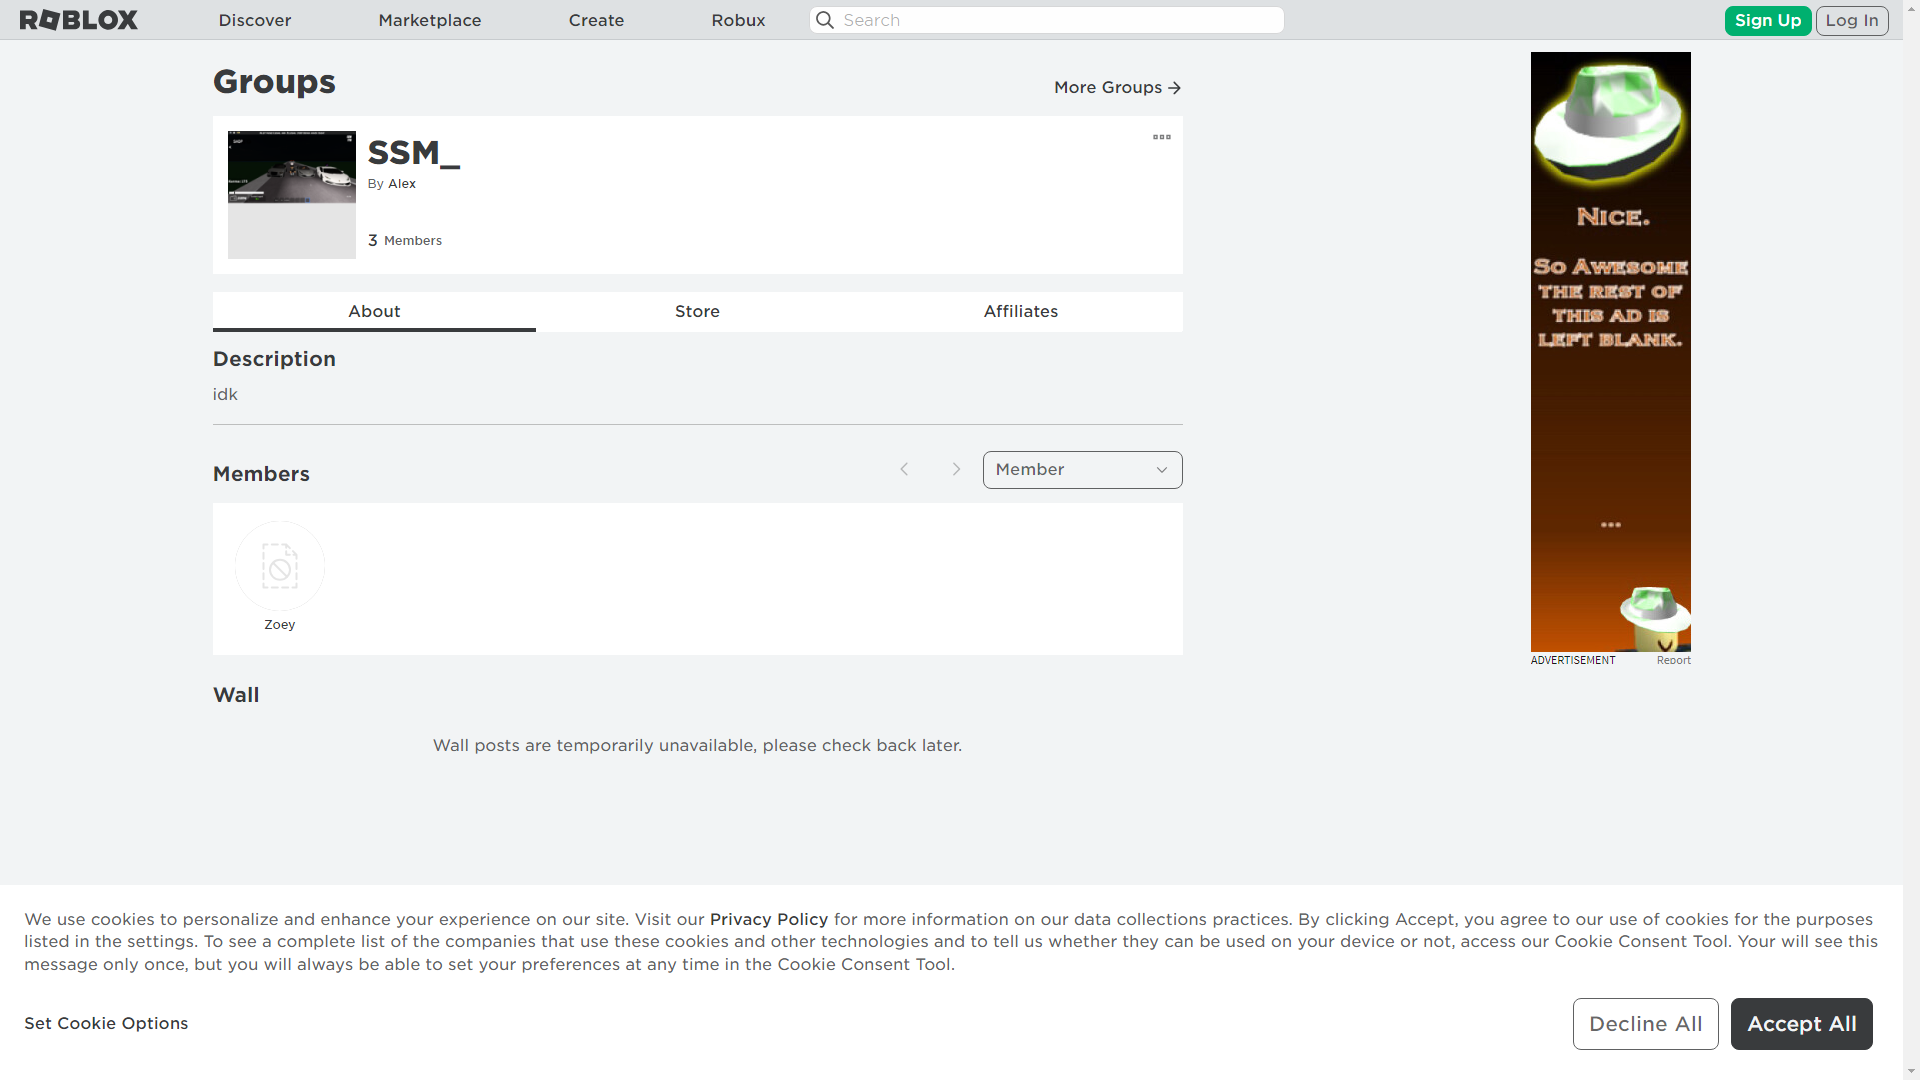 ROBLOX
Discover
Marketplace
Create
Robux
Search
Sign Up
Log In
Groups
More Groups
SSM_
By Alex
3 Members
About
Store
Affiliates
Description
idk
Members
Member
Zoey
Wall
Wall posts are temporarily unavailable, please check back later.
Nice.
So Awesome
the rest of
this ad is
left blank.
...
ADVERTISEMENT
Report
We use cookies to personalize and enhance your experience on our site. Visit our Privacy Policy for more information on our data collections practices. By clicking Accept, you agree to our use of cookies for the purposes
listed in the settings. To see a complete list of the companies that use these cookies and other technologies and to tell us whether they can be used on your device or not, access our Cookie Consent Tool. Your will see this
message only once, but you will always be able to set your preferences at any time in the Cookie Consent Tool.
Set Cookie Options
Decline All
Accept All